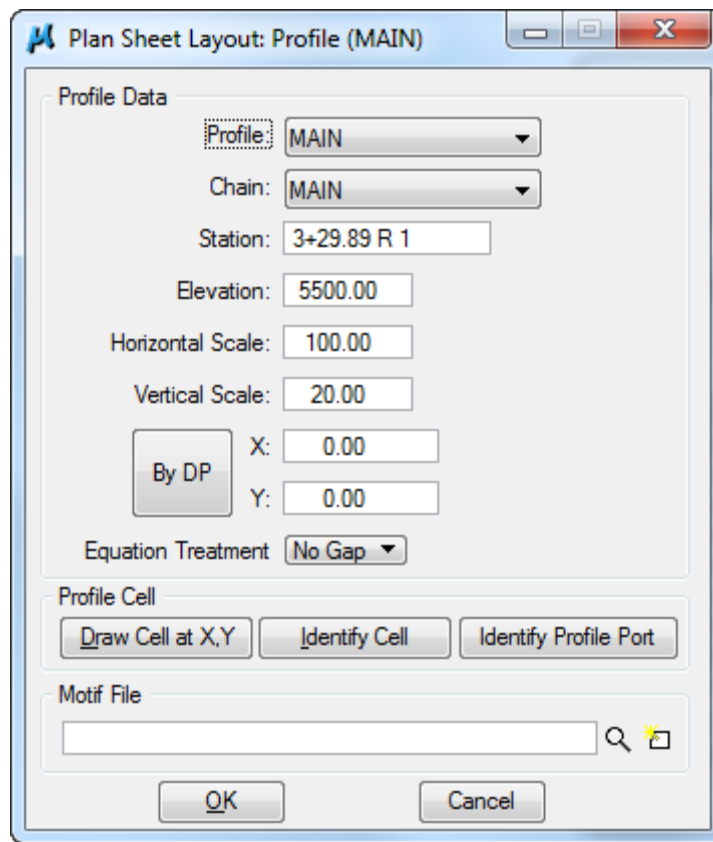 Plan Sheet Layout: Profile (MAIN)
Profile Data
Profile: MAIN
Chain: MAIN
Station: 3+29.89 R 1
Elevation: 5500.00
Horizontal Scale: 100.00
Vertical Scale: 20.00
By DP
X: 0.00
Y: 0.00
Equation Treatment No Gap
Profile Cell
Draw Cell at X,Y Identify Cell Identify Profile Port
Motif File
OK Cancel